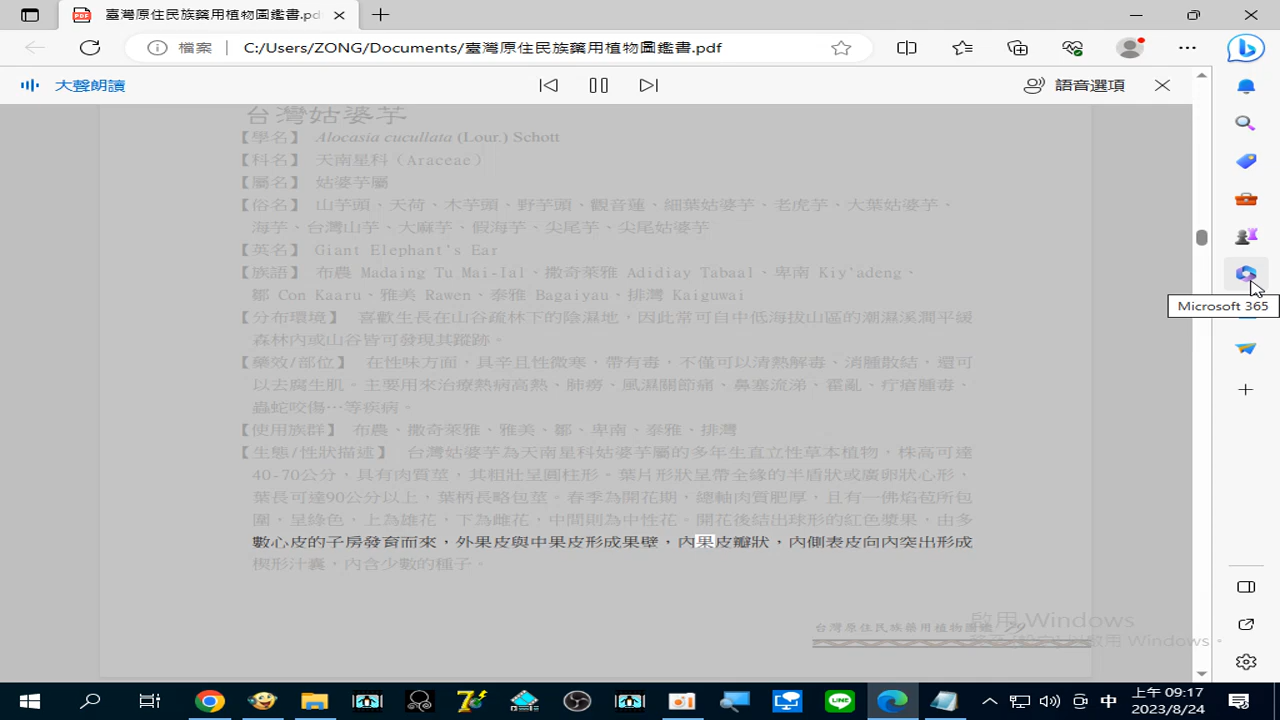 臺灣原住民族藥用植物圖鑑書.pdf
檔案
C:/Users/ZONG/Documents/臺灣原住民族藥用植物圖鑑書.pdf
大聲朗讀
語音選項
台灣姑婆芋
【學名】 Alocasia cucullata (Lour.) Schott
【科名】 天南星科（Araceae）
【屬名】 姑婆芋屬
【俗名】 山芋頭、天荷、木芋頭、野芋頭、觀音蓮、細葉姑婆芋、老虎芋、大葉姑婆芋、
海芋、台灣山芋、大麻芋、假海芋、尖尾芋、尖尾姑婆芋
【英名】 Giant Elephant's Ear
【族語】 布農 Madaing Tu Mai-Ial、撒奇萊雅 Adidiay Tabaal、卑南 Kiy'adeng、
鄒 Con Kaaru、雅美 Rawen、泰雅 Bagaiyau、排灣 Kaiguwai
【分布環境】 喜歡生長在山谷疏林下的陰濕地，因此常可自中低海拔山區的潮濕溪澗平緩
森林內或山谷皆可發現其蹤跡。
【藥效/部位】 在性味方面，具辛且性微寒，帶有毒，不僅可以清熱解毒、消腫散結，還可
以去腐生肌。主要用來治療熱病高熱、肺癆、風濕關節痛、鼻塞流涕、霍亂、疔瘡腫毒、
蟲蛇咬傷…等疾病。
【使用族群】 布農、撒奇萊雅、雅美、鄒、卑南、泰雅、排灣
【生態/性狀描述】 台灣姑婆芋為天南星科姑婆芋屬的多年生直立性草本植物，株高可達
40-70公分，具有肉質莖，其粗壯呈圓柱形。葉片形狀呈帶全緣的半盾狀或廣卵狀心形，
葉長可達90公分以上，葉柄長略包莖。春季為開花期，總軸肉質肥厚，且有一佛焰苞所包
圍，呈綠色，上為雄花，下為雌花，中間則為中性花。開花後結出球形的紅色漿果，由多
數心皮的子房發育而來，外果皮與中果皮形成果壁，內果皮瓣狀，內側表皮向內突出形成
楔形汁囊，內含少數的種子。
台灣原住民族藥用植物圖鑑 79
啟用 Windows
Microsoft 365
中
上午 09:17
2023/8/24